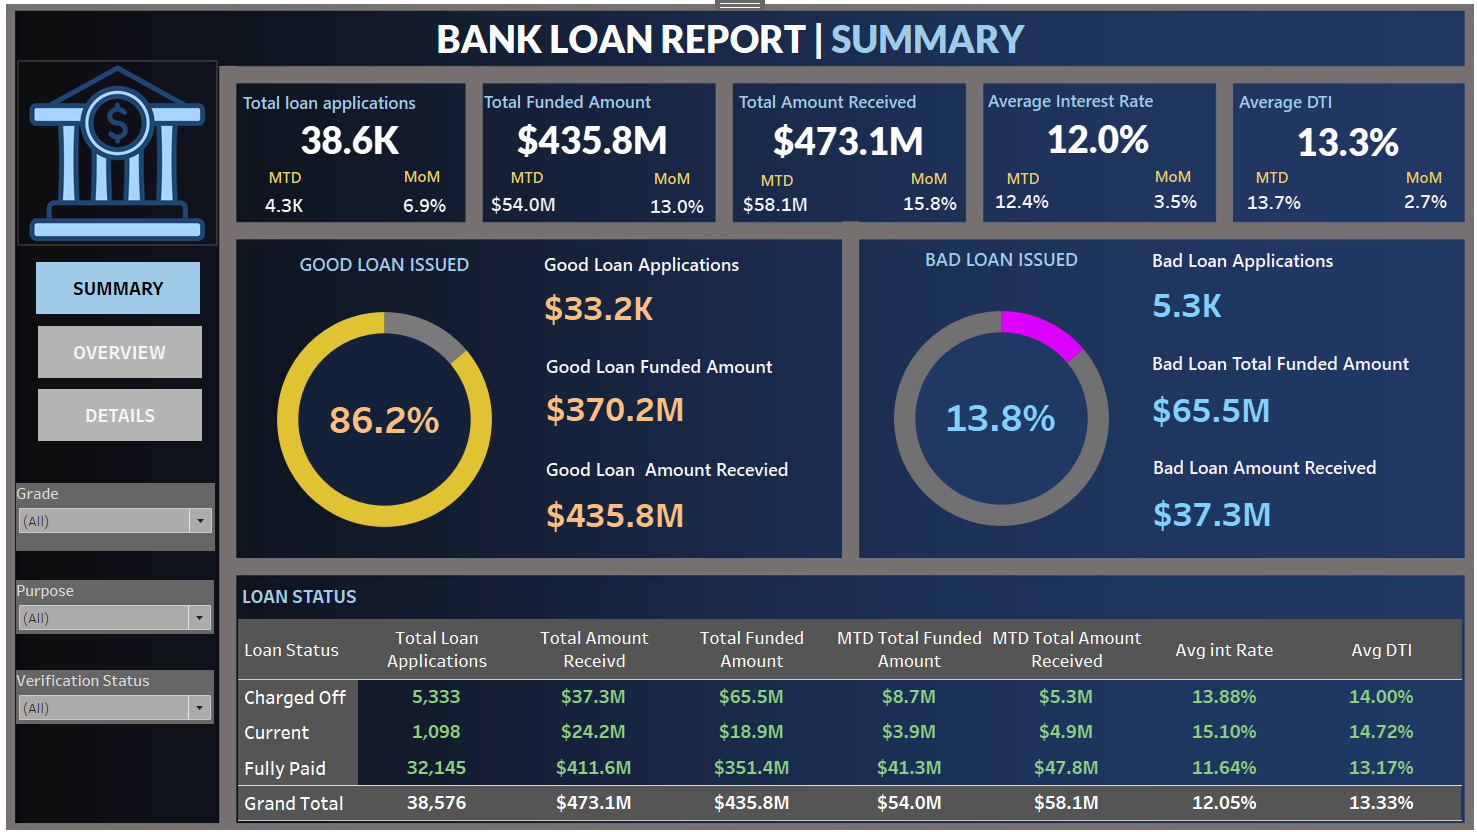 BANK LOAN REPORT | SUMMARY
Total loan applications
38.6K
MTD MoM
4.3K 6.9%
Total Funded Amount
$435.8M
MTD MoM
$54.0M 13.0%
Total Amount Received
$473.1M
MTD MoM
$58.1M 15.8%
Average Interest Rate
12.0%
MTD MoM
12.4% 3.5%
Average DTI
13.3%
MTD MoM
13.7% 2.7%
$
SUMMARY
OVERVIEW
DETAILS
Grade
(All)
Purpose
(All)
Verification Status
(All)
GOOD LOAN ISSUED
86.2%
Good Loan Applications
$33.2K
Good Loan Funded Amount
$370.2M
Good Loan  Amount Recevied
$435.8M
BAD LOAN ISSUED
13.8%
Bad Loan Applications
5.3K
Bad Loan Total Funded Amount
$65.5M
Bad Loan Amount Received
$37.3M
LOAN STATUS
Loan Status Total Loan Applications Total Amount Receivd Total Funded Amount MTD Total Funded Amount MTD Total Amount Received Avg int Rate Avg DTI
Charged Off 5,333 $37.3M $65.5M $8.7M $5.3M 13.88% 14.00%
Current 1,098 $24.2M $18.9M $3.9M $4.9M 15.10% 14.72%
Fully Paid 32,145 $411.6M $351.4M $41.3M $47.8M 11.64% 13.17%
Grand Total 38,576 $473.1M $435.8M $54.0M $58.1M 12.05% 13.33%